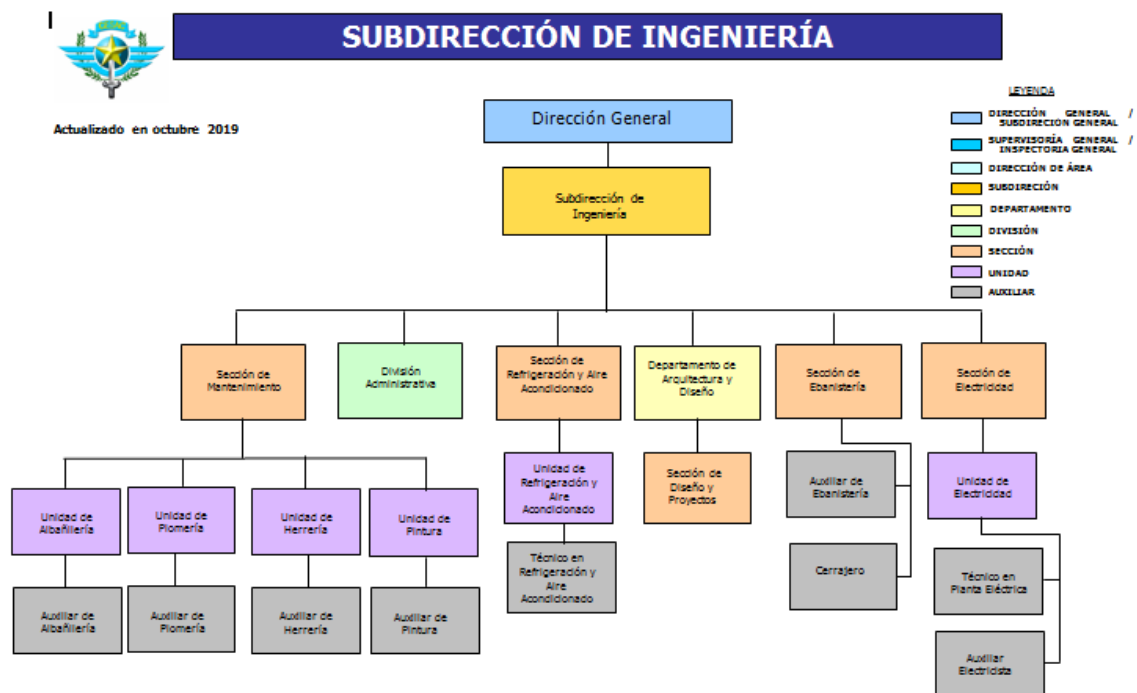 I
SUBDIRECCIÓN DE INGENIERÍA
Actualizado en octubre 2019
LEYENDA
DIRECCIÓN GENERAL /
SUBDIRECION GENERAL
SUPERVISORÍA GENERAL /
INSPECTORIA GENERAL
DIRECCIÓN DE ÁREA
SUBDIRECIÓN
DEPARTAMENTO
DIVISIÓN
SECCIÓN
UNIDAD
AUXILIAR
Dirección General
Subdirección de
Ingeniería
Sección de
Mantenimiento
División
Administrativa
Sección de
Refrigeración y Aire
Acondicionado
Departamento de
Arquitectura y
Diseño
Sección de
Ebanistería
Sección de
Electricidad
Unidad de
Albañillería
Unidad de
Plomería
Unidad de
Herrería
Unidad de
Pintura
Unidad de
Refrigeración y
Aire
Acondicionado
Sección de
Diseño y
Proyectos
Auxiliar de
Ebanistería
Unidad de
Electricidad
Auxiliar de
Albañillería
Auxiliar de
Plomería
Auxiliar de
Herrería
Auxiliar de
Pintura
Técnico en
Refrigeración y
Aire
Acondicionado
Cerrajero
Técnico en
Planta Eléctrica
Auxiliar
Electricista